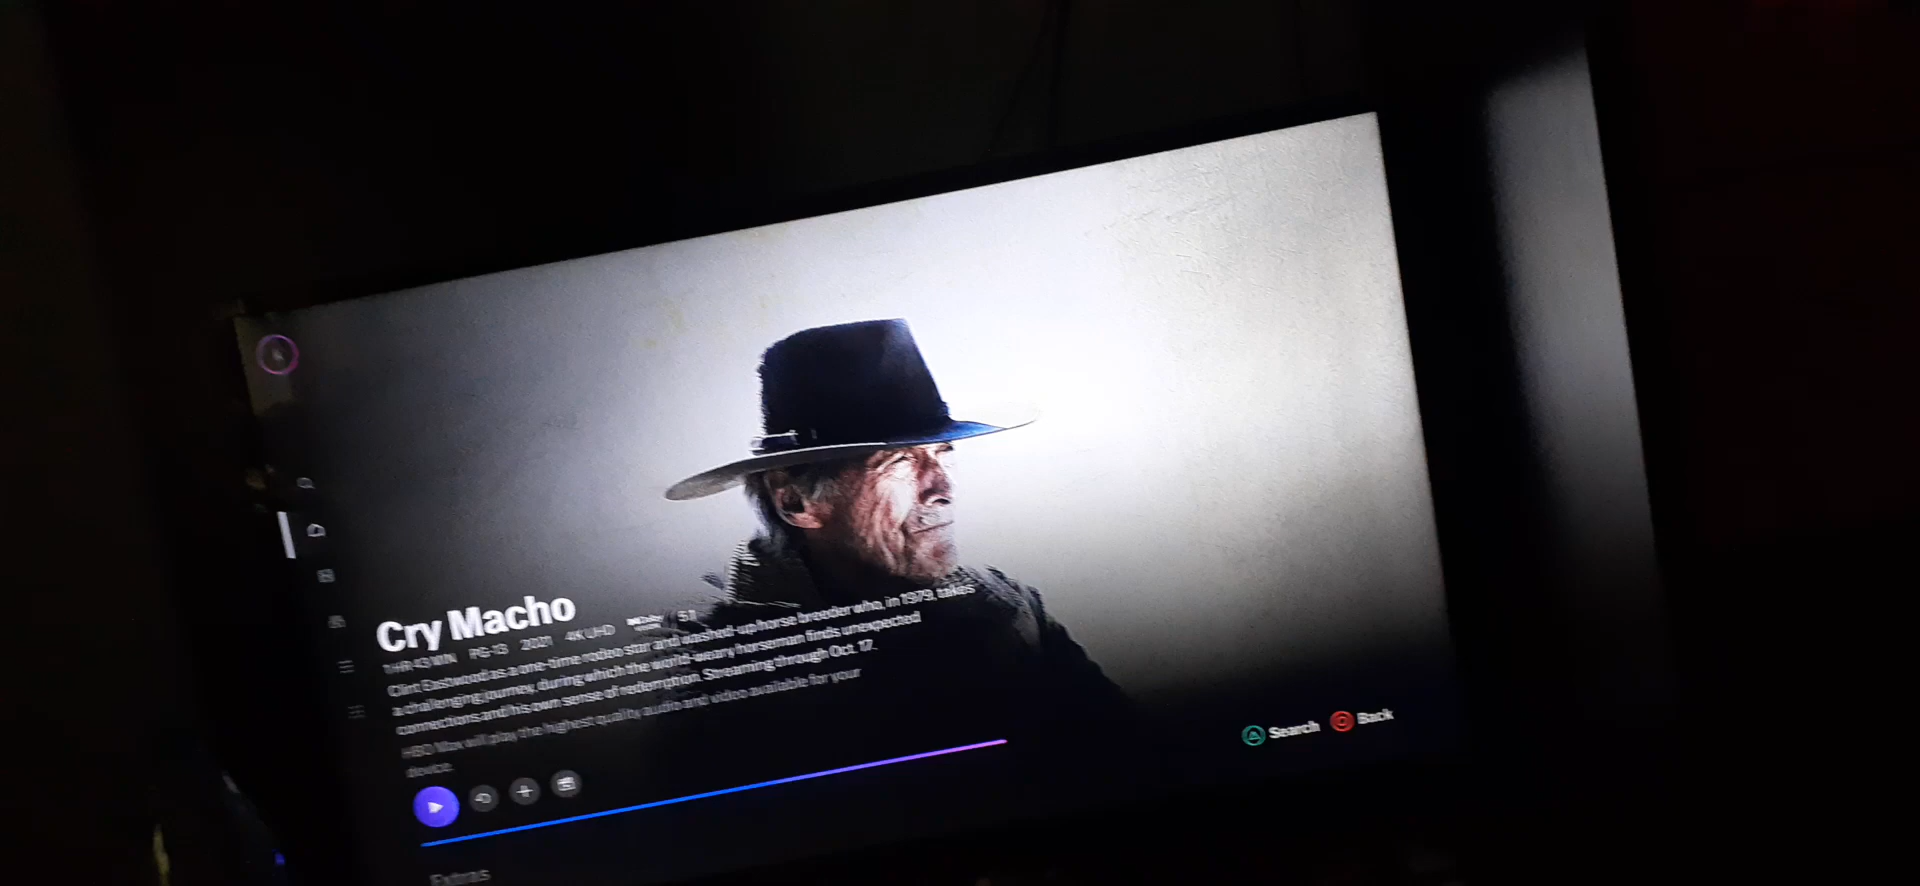 Cry Macho
1 HR 43 MIN PG-13 2021 4K UHD 5.1
Clint Eastwood as a one-time rodeo star and washed-up horse breeder who, in 1979, takes
a challenging journey, during which the world-weary horseman finds unexpected
connections and his own sense of redemption. Streaming through Oct. 17.
HBO Max will play the highest quality audio and video available for your
device.
Search Back
Extras